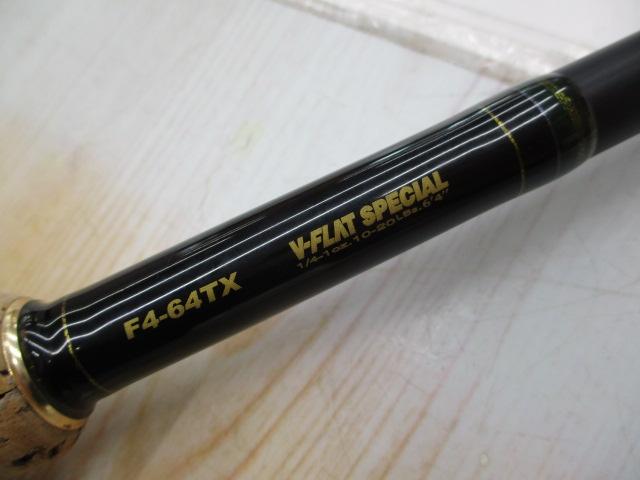 V-FLAT SPECIAL
1/4-1oz. 10-20LBs. 6'4"
F4-64TX